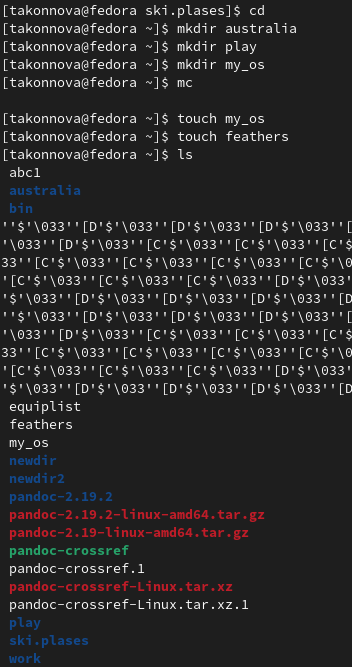 [takonnova@fedora ski.plases]$ cd
[takonnova@fedora ~]$ mkdir australia
[takonnova@fedora ~]$ mkdir play
[takonnova@fedora ~]$ mkdir my_os
[takonnova@fedora ~]$ mc
[takonnova@fedora ~]$ touch my_os
[takonnova@fedora ~]$ touch feathers
[takonnova@fedora ~]$ ls
abc1
australia
bin
''$'\033''[D'$'\033''[D'$'\033''[D'$'\033''[
'\033''[D'$'\033''[C'$'\033''[C'$'\033''[C'$
33''[C'$'\033''[C'$'\033''[C'$'\033''[C'$'\0
'[C'$'\033''[C'$'\033''[C'$'\033''[D'$'\033'
'$'\033''[D'$'\033''[D'$'\033''[D'$'\033''[D
''$'\033''[D'$'\033''[D'$'\033''[D'$'\033''[
'\033''[D'$'\033''[C'$'\033''[C'$'\033''[C'$
33''[C'$'\033''[C'$'\033''[C'$'\033''[C'$'\0
'[C'$'\033''[C'$'\033''[C'$'\033''[D'$'\033'
'$'\033''[D'$'\033''[D'$'\033''[D'$'\033''[D
equiplist
feathers
my_os
newdir
newdir2
pandoc-2.19.2
pandoc-2.19.2-linux-amd64.tar.gz
pandoc-2.19-linux-amd64.tar.gz
pandoc-crossref
pandoc-crossref.1
pandoc-crossref-Linux.tar.xz
pandoc-crossref-Linux.tar.xz.1
play
ski.plases
work